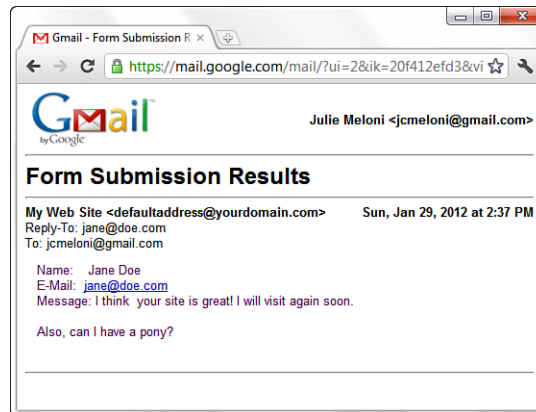 Gmail - Form Submission R
https://mail.google.com/mail/?ui=2&ik=20f412efd3&vi
Gmail™
by Google
Julie Meloni <jcmeloni@gmail.com>
Form Submission Results
My Web Site <defaultaddress@yourdomain.com> Sun, Jan 29, 2012 at 2:37 PM
Reply-To: jane@doe.com
To: jcmeloni@gmail.com
Name: Jane Doe
E-Mail: jane@doe.com
Message: I think your site is great! I will visit again soon.
Also, can I have a pony?